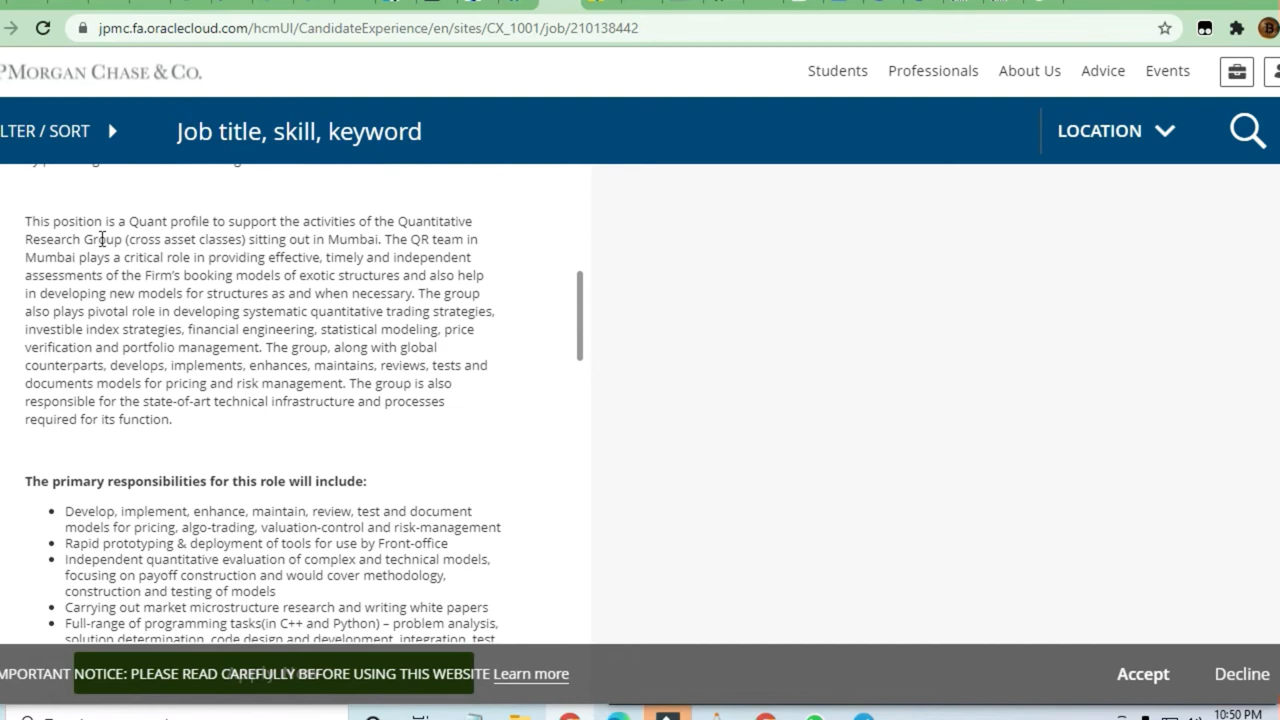 jpmc.fa.oraclecloud.com/hcmUI/CandidateExperience/en/sites/CX_1001/job/210138442
PMORGAN CHASE & CO.
Students Professionals About Us Advice Events
LTER / SORT Job title, skill, keyword LOCATION
This position is a Quant profile to support the activities of the Quantitative
Research Group (cross asset classes) sitting out in Mumbai. The QR team in
Mumbai plays a critical role in providing effective, timely and independent
assessments of the Firm's booking models of exotic structures and also help
in developing new models for structures as and when necessary. The group
also plays pivotal role in developing systematic quantitative trading strategies,
investible index strategies, financial engineering, statistical modeling, price
verification and portfolio management. The group, along with global
counterparts, develops, implements, enhances, maintains, reviews, tests and
documents models for pricing and risk management. The group is also
responsible for the state-of-art technical infrastructure and processes
required for its function.
The primary responsibilities for this role will include:
• Develop, implement, enhance, maintain, review, test and document
models for pricing, algo-trading, valuation-control and risk-management
• Rapid prototyping & deployment of tools for use by Front-office
• Independent quantitative evaluation of complex and technical models,
focusing on payoff construction and would cover methodology,
construction and testing of models
• Carrying out market microstructure research and writing white papers
• Full-range of programming tasks(in C++ and Python) – problem analysis,
solution determination, code design and development, integration, test
MPORTANT NOTICE: PLEASE READ CAREFULLY BEFORE USING THIS WEBSITE Learn more Accept Decline
10:50 PM